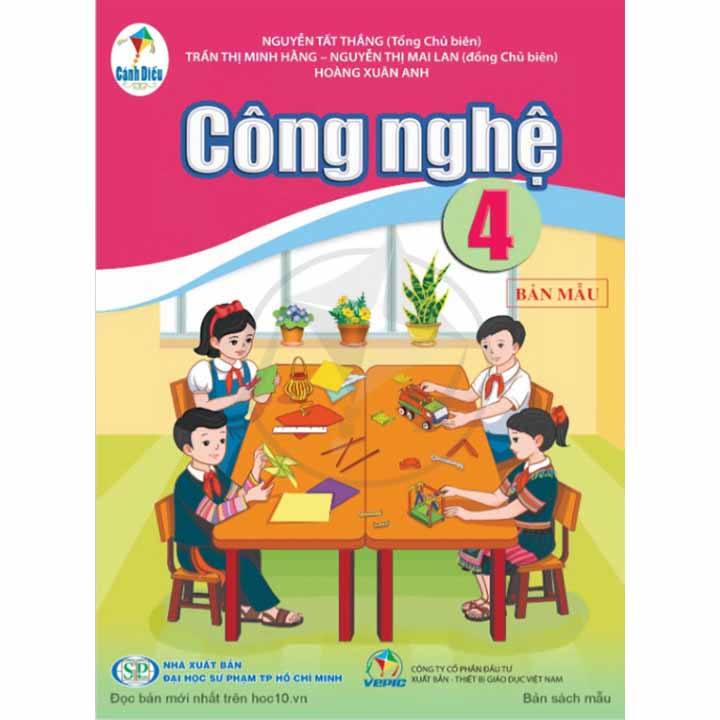 Cánh Diều
NGUYỄN TẤT THẮNG (Tổng Chủ biên)
TRẦN THỊ MINH HẰNG – NGUYỄN THỊ MAI LAN (đồng Chủ biên)
HOÀNG XUÂN ANH
Công nghệ
4
BẢN MẪU
SP
NHÀ XUẤT BẢN
ĐẠI HỌC SƯ PHẠM TP HỒ CHÍ MINH
VEPIC
CÔNG TY CỔ PHẦN ĐẦU TƯ
XUẤT BẢN - THIẾT BỊ GIÁO DỤC VIỆT NAM
Đọc bản mới nhất trên hoc10.vn
Bản sách mẫu